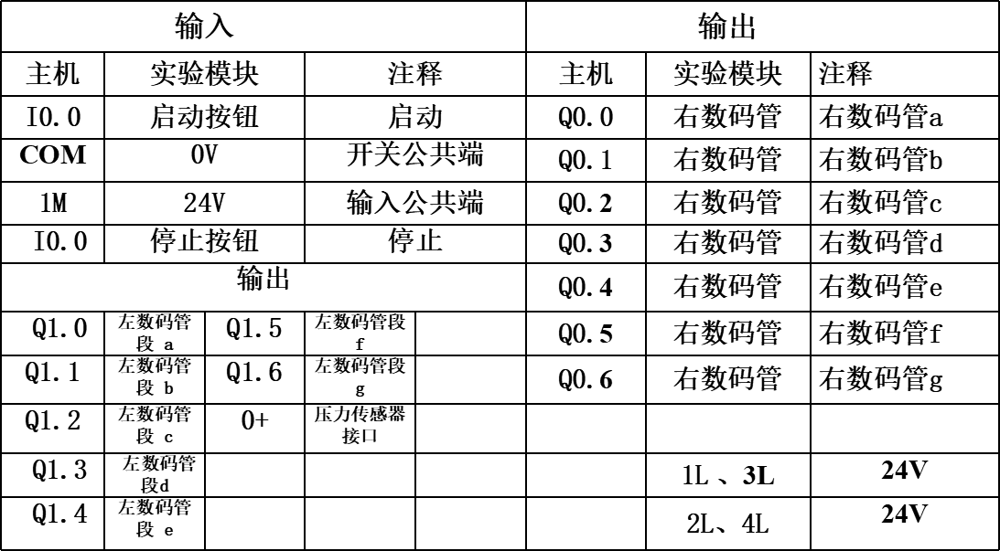 输入 输出
主机 实验模块 注释 主机 实验模块 注释
I0.0 启动按钮 启动 Q0.0 右数码管 右数码管a
COM 0V 开关公共端 Q0.1 右数码管 右数码管b
1M 24V 输入公共端 Q0.2 右数码管 右数码管c
I0.0 停止按钮 停止 Q0.3 右数码管 右数码管d
输出 Q0.4 右数码管 右数码管e
Q1.0 左数码管段 a Q1.5 左数码管段f Q0.5 右数码管 右数码管f
Q1.1 左数码管段 b Q1.6 左数码管段g Q0.6 右数码管 右数码管g
Q1.2 左数码管段 c 0+ 压力传感器接口
Q1.3 左数码管段d 1L 、3L 24V
Q1.4 左数码管段 e 2L、4L 24V